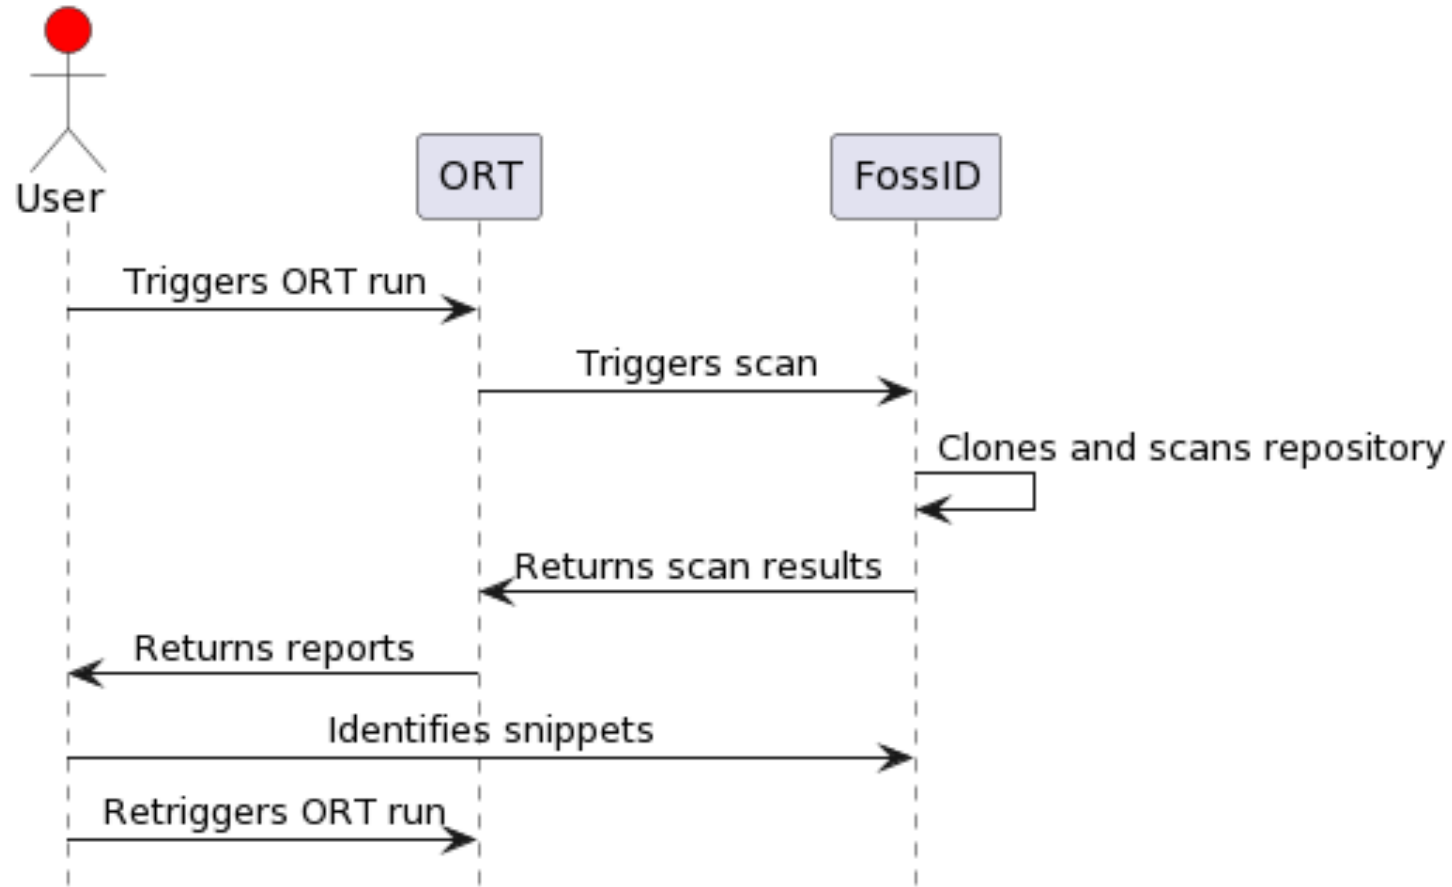 User
ORT
FossID
Triggers ORT run
Triggers scan
Clones and scans repository
Returns scan results
Returns reports
Identifies snippets
Retriggers ORT run